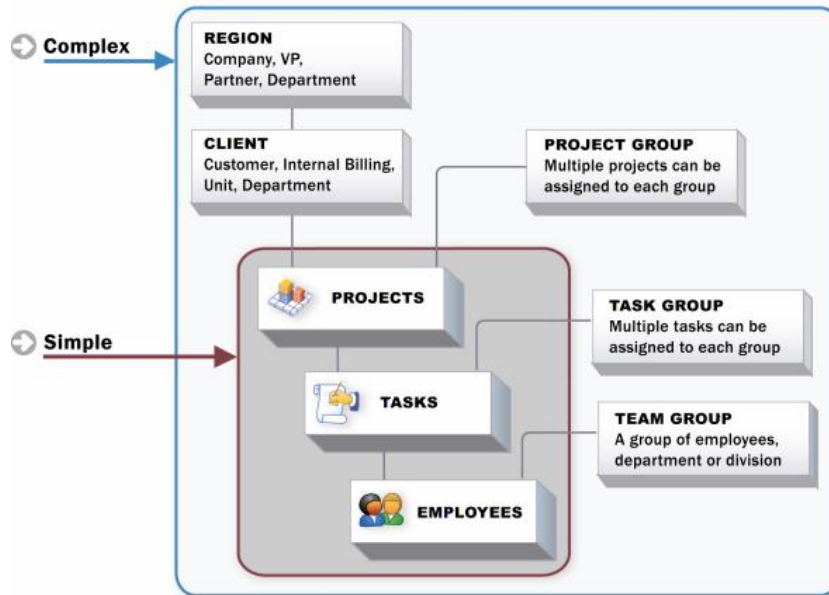 Complex
REGION
Company, VP,
Partner, Department
CLIENT
Customer, Internal Billing,
Unit, Department
PROJECT GROUP
Multiple projects can be
assigned to each group
PROJECTS
Simple
TASK GROUP
Multiple tasks can be
assigned to each group
TASKS
TEAM GROUP
A group of employees,
department or division
EMPLOYEES